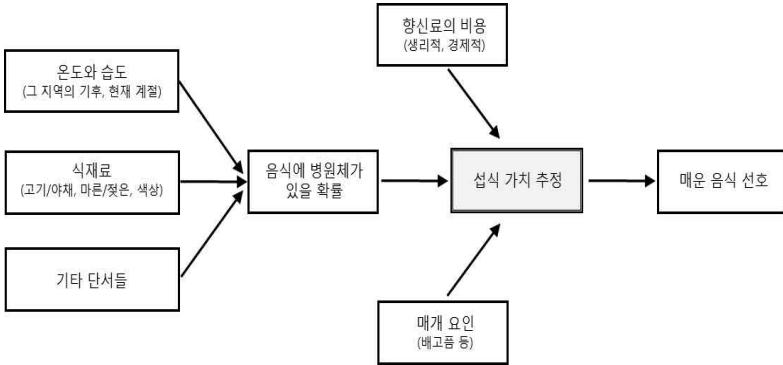 온도와 습도
(그 지역의 기후, 현재 계절)
식재료
(고기/야채, 마른/젖은, 색상)
기타 단서들
음식에 병원체가
있을 확률
향신료의 비용
(생리적, 경제적)
섭식 가치 추정
매개 요인
(배고픔 등)
매운 음식 선호